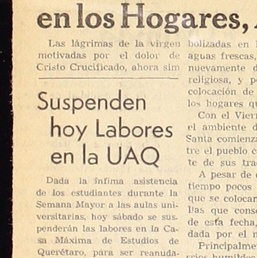 en los Hogares,
Las lágrimas de la virgen
motivadas por el dolor de
Cristo Crucificado, ahora sim
Suspenden
hoy Labores
en la UAQ
Dada la ínfima asistencia
de los estudiantes durante la
Semana Mayor a las aulas uni-
versitarias, hoy sábado se sus-
penderán las labores en la Ca-
sa Máxima de Estudios de
Querétaro, para ser reanuda-
bolizadas en
aguas frescas,
nuevamente
religiosa, y p
colocación de
los hogares q
Con el Vier
el ambiente d
Santa comienz
tre el pueblo c
te de sus tra
A pesar de
tiempo pocos
que se colocar
las que cons
de esta fecha,
dada por el n
Principalmen